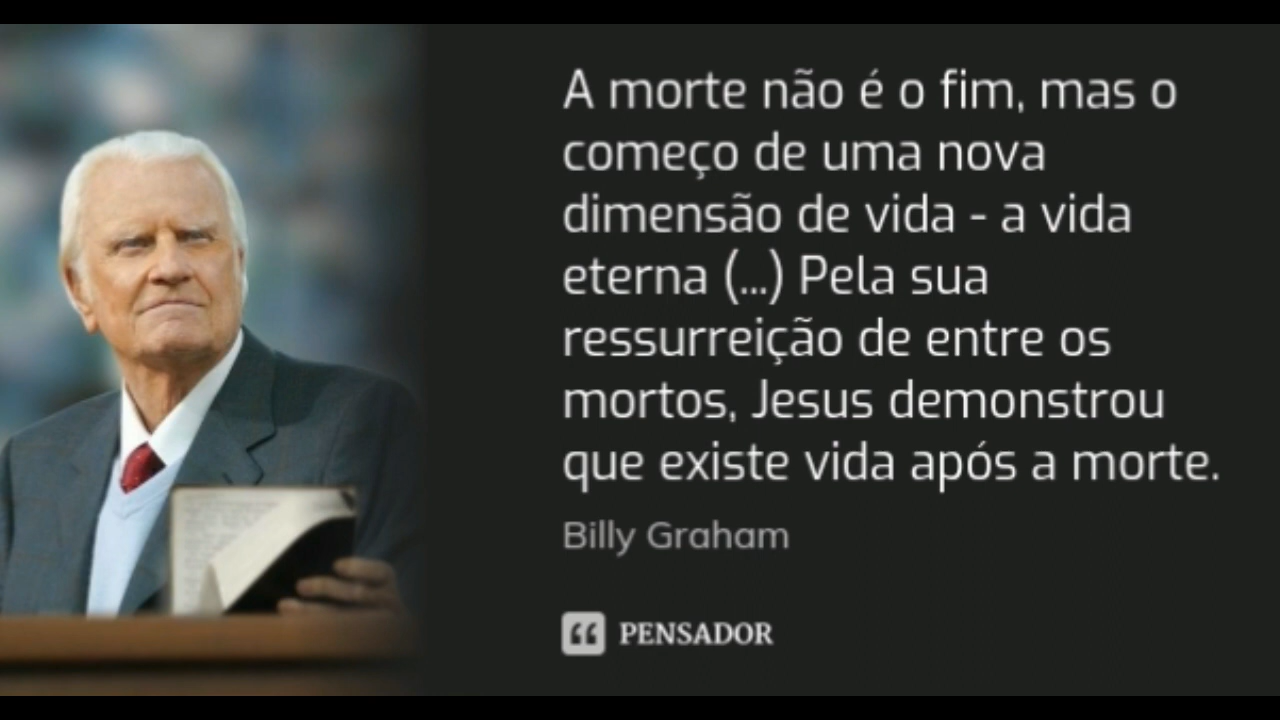 A morte não é o fim, mas o
começo de uma nova
dimensão de vida - a vida
eterna (...) Pela sua
ressurreição de entre os
mortos, Jesus demonstrou
que existe vida após a morte.
Billy Graham
PENSADOR